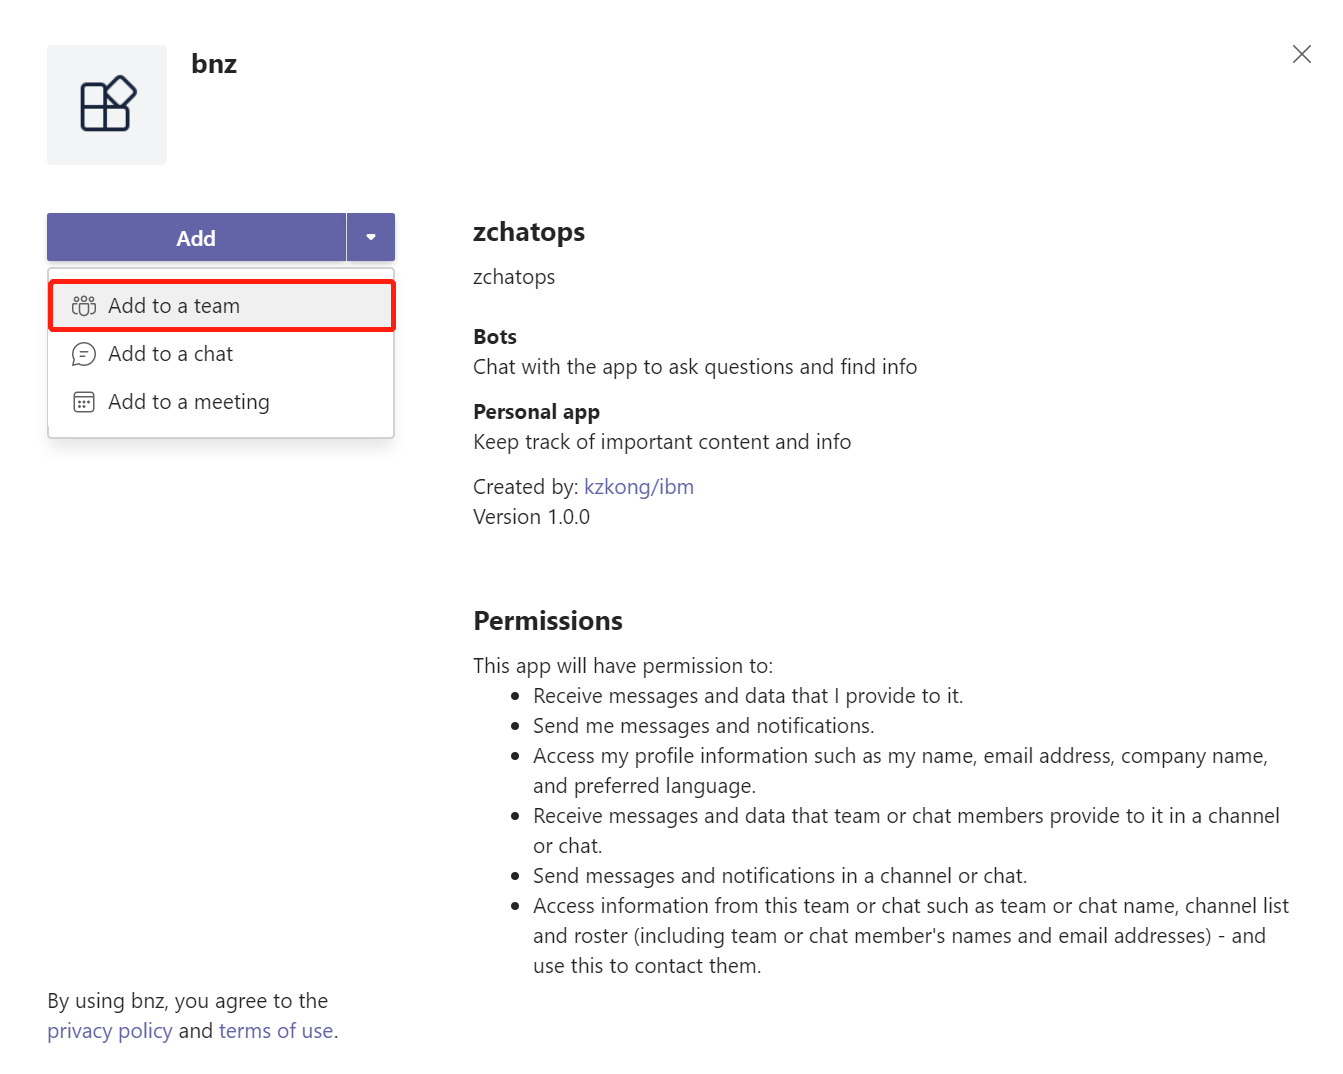 bnz
Add
Add to a team
Add to a chat
Add to a meeting
zchatops
zchatops
Bots
Chat with the app to ask questions and find info
Personal app
Keep track of important content and info
Created by: kzkong/ibm
Version 1.0.0
Permissions
This app will have permission to:
• Receive messages and data that I provide to it.
• Send me messages and notifications.
• Access my profile information such as my name, email address, company name,
and preferred language.
• Receive messages and data that team or chat members provide to it in a channel
or chat.
• Send messages and notifications in a channel or chat.
• Access information from this team or chat such as team or chat name, channel list
and roster (including team or chat member's names and email addresses) - and
use this to contact them.
By using bnz, you agree to the
privacy policy and terms of use.